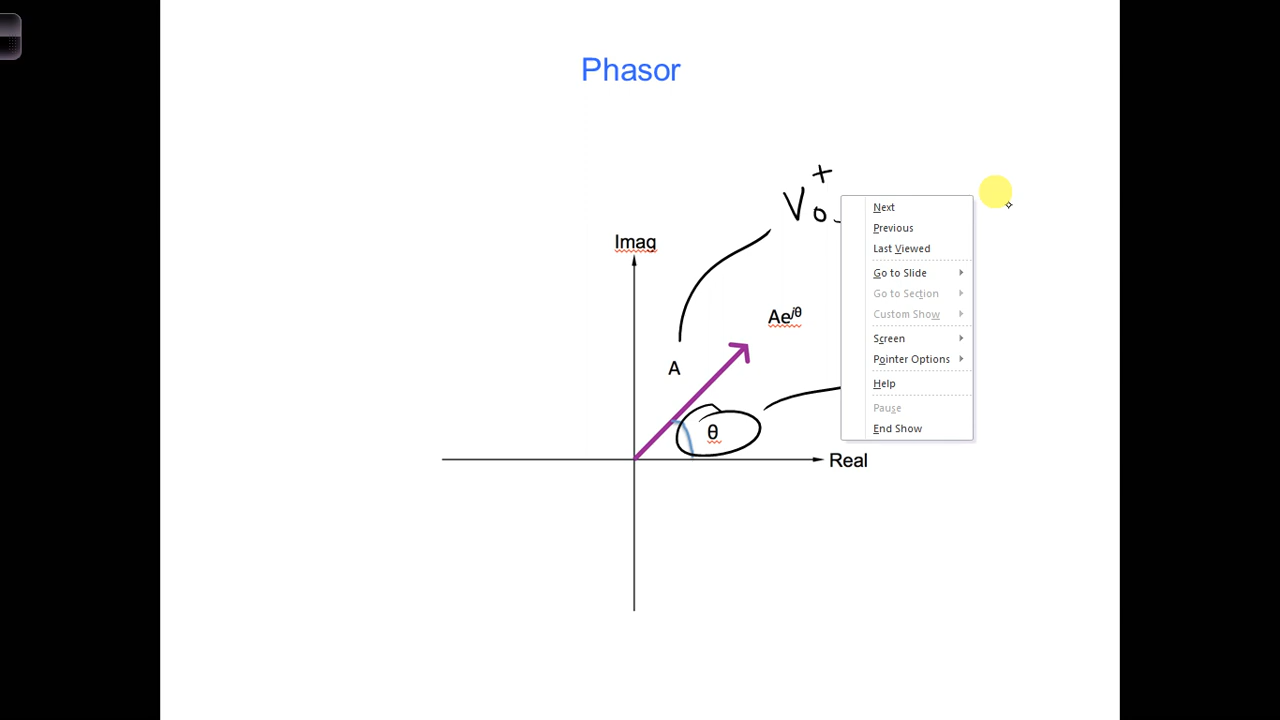 Phasor
V₀⁺
Imag
Ae^jθ
A
θ
Real
Next
Previous
Last Viewed
Go to Slide
Go to Section
Custom Show
Screen
Pointer Options
Help
Pause
End Show